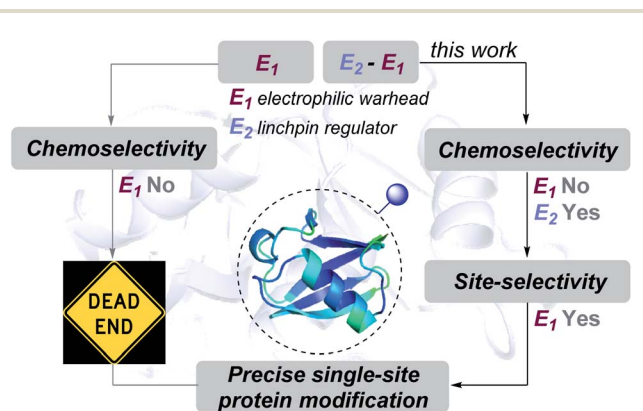 E1
E2 - E1
this work
E1 electrophilic warhead
E2 linchpin regulator
Chemoselectivity
E1 No
DEAD
END
Chemoselectivity
E1 No
E2 Yes
Site-selectivity
E1 Yes
Precise single-site
protein modification